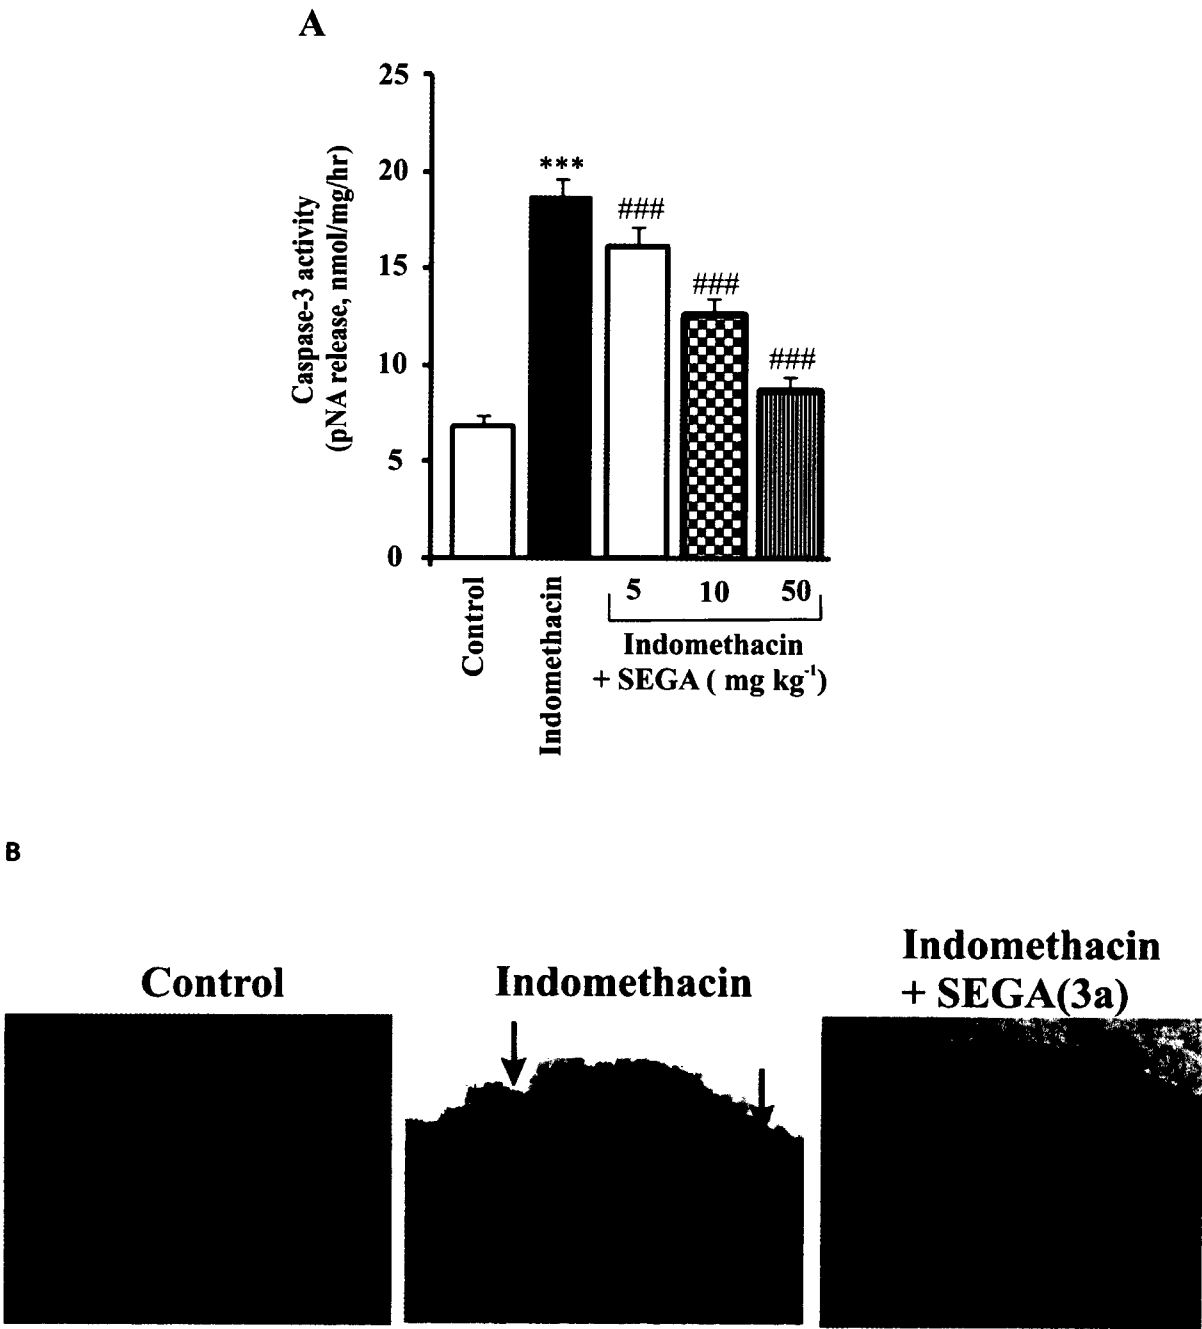 A
25
20
15
10
5
0
Caspase-3 activity
(pNA release, nmol/mg/hr)
***
###
###
###
Control
Indomethacin
5 10 50
Indomethacin
+ SEGA ( mg kg⁻¹)
B
Control
Indomethacin
Indomethacin
+ SEGA(3a)